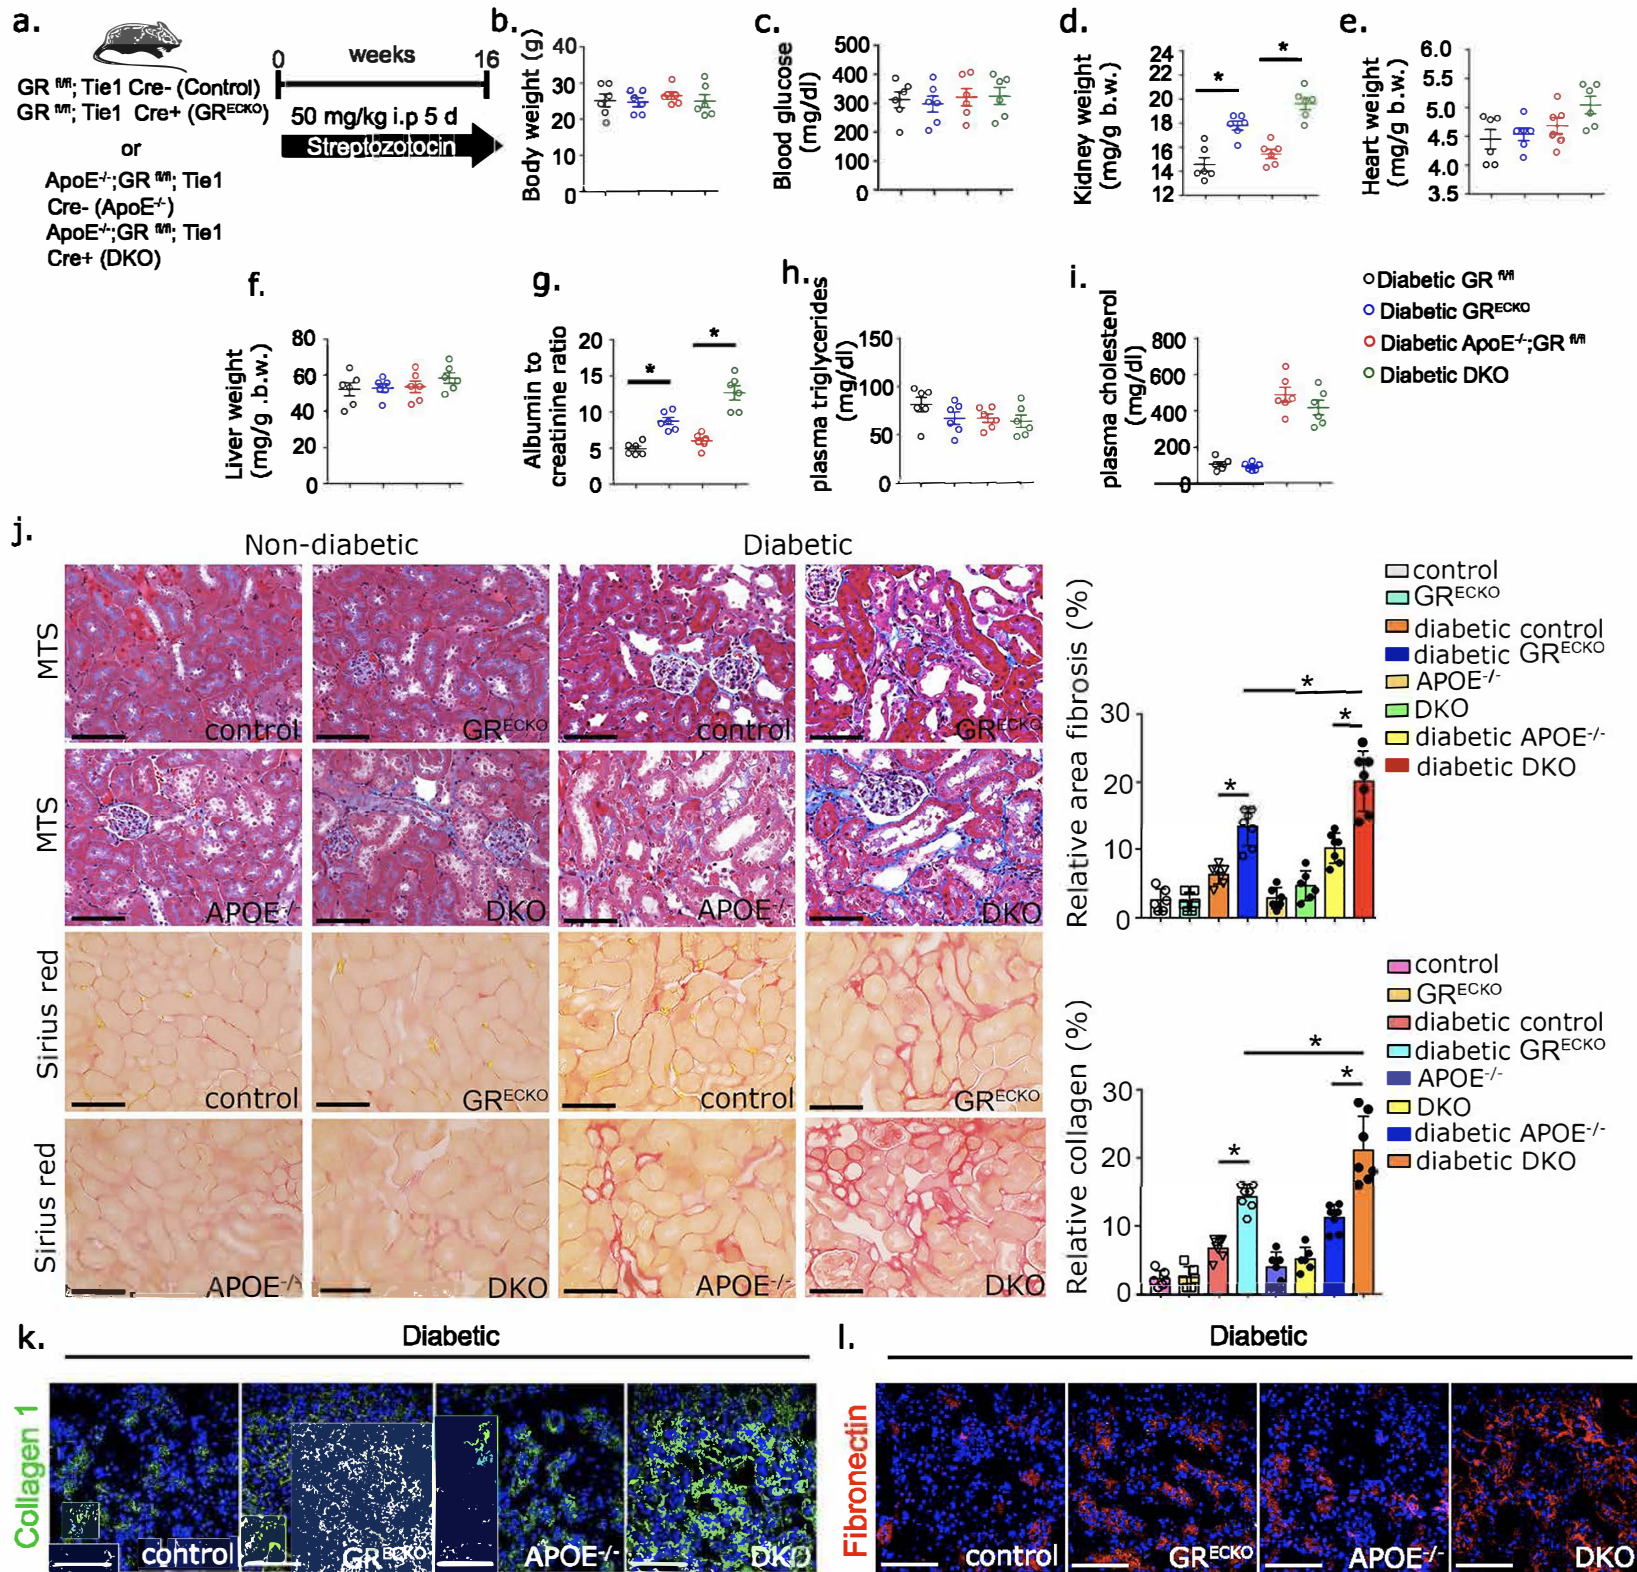 a.
0 weeks 16
GR fl/fl; Tie1 Cre- (Control)
GR fl/fl; Tie1 Cre+ (GRᴱᶜᴷᴼ)
50 mg/kg i.p 5 d
Streptozotocin
or
ApoE-/-;GR fl/fl; Tie1
Cre- (ApoE-/-)
ApoE-/-;GR fl/fl; Tie1
Cre+ (DKO)
b.
Body weight (g)
40
30
20
10
0
c.
Blood glucose
(mg/dl)
500
400
300
200
100
0
d.
Kidney weight
(mg/g b.w.)
24
22
20
18
16
14
12
*
*
e.
Heart weight
(mg/g b.w.)
6.0
5.5
5.0
4.5
4.0
3.5
f.
Liver weight
(mg/g .b.w.)
80
60
40
20
0
g.
Albumin to
creatinine ratio
20
15
10
5
0
*
*
h.
plasma triglycerides
(mg/dl)
150
100
50
0
i.
plasma cholesterol
(mg/dl)
800
600
400
200
0
Diabetic GR fl/fl
Diabetic GRᴱᶜᴷᴼ
Diabetic ApoE-/-;GR fl/fl
Diabetic DKO
j.
Non-diabetic
Diabetic
MTS
control
GRᴱᶜᴷᴼ
control
GRᴱᶜᴷᴼ
MTS
APOE-/-
DKO
APOE-/-
DKO
Sirius red
control
GRᴱᶜᴷᴼ
control
GRᴱᶜᴷᴼ
Sirius red
APOE-/-
DKO
APOE-/-
DKO
Relative area fibrosis (%)
30
20
10
0
*
*
*
control
GRᴱᶜᴷᴼ
diabetic control
diabetic GRᴱᶜᴷᴼ
APOE-/-
DKO
diabetic APOE-/-
diabetic DKO
Relative collagen (%)
30
20
10
0
*
*
*
control
GRᴱᶜᴷᴼ
diabetic control
diabetic GRᴱᶜᴷᴼ
APOE-/-
DKO
diabetic APOE-/-
diabetic DKO
k.
Diabetic
Collagen 1
control
GRᴱᶜᴷᴼ
APOE-/-
DKO
l.
Diabetic
Fibronectin
control
GRᴱᶜᴷᴼ
APOE-/-
DKO